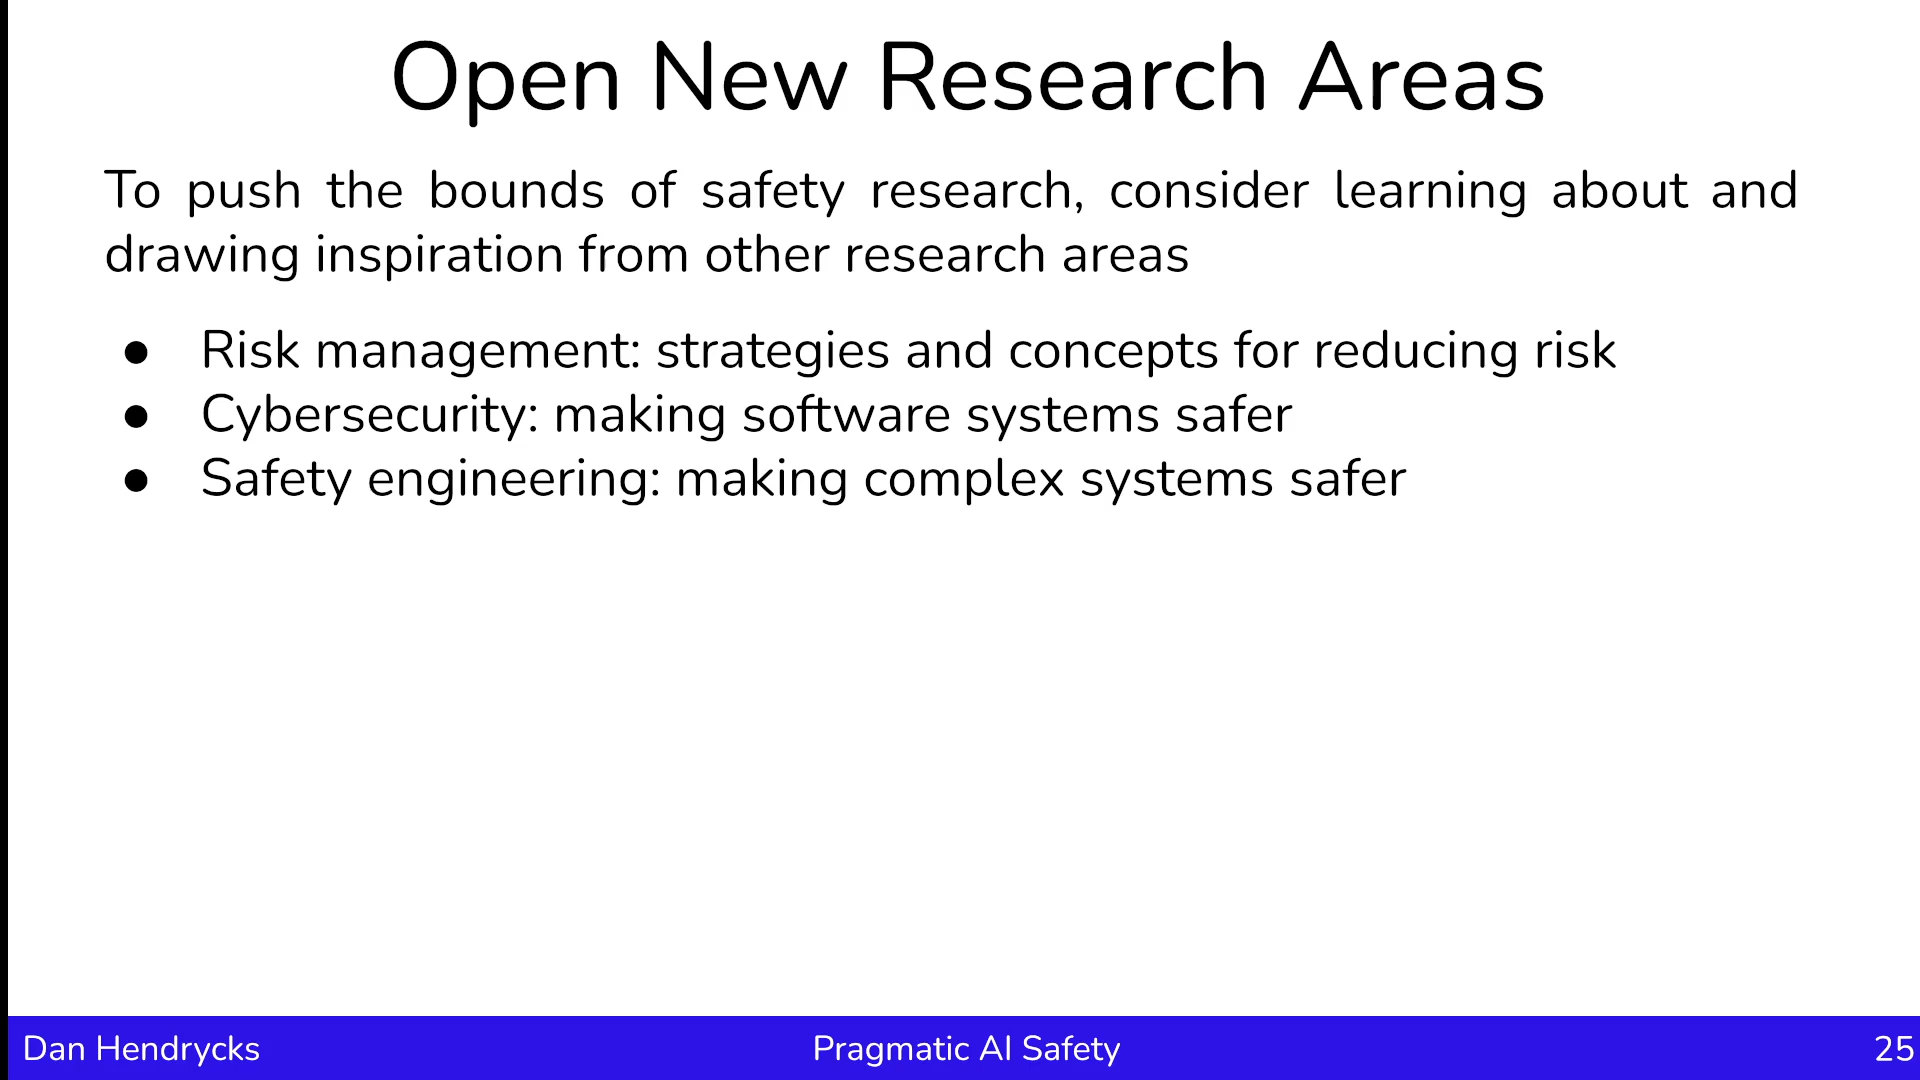 Open New Research Areas
To push the bounds of safety research, consider learning about and
drawing inspiration from other research areas
● Risk management: strategies and concepts for reducing risk
● Cybersecurity: making software systems safer
● Safety engineering: making complex systems safer
Dan Hendrycks
Pragmatic AI Safety
25